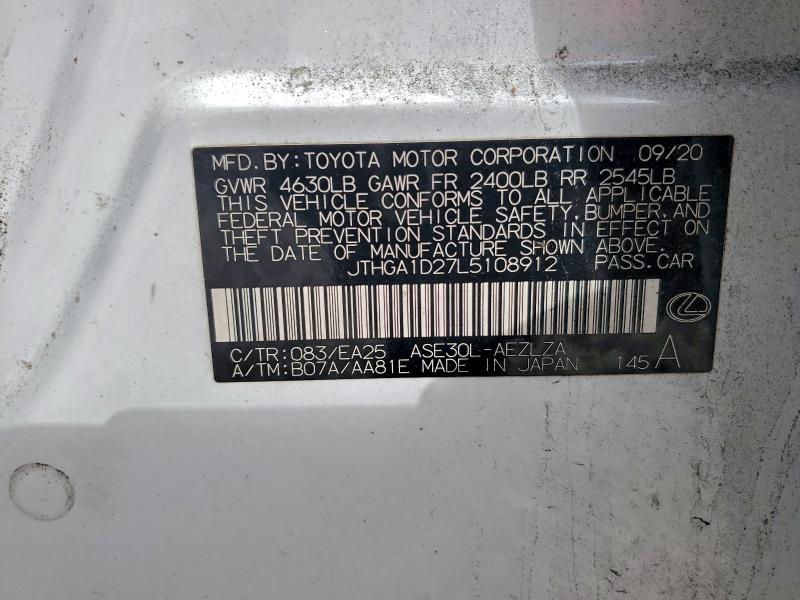 MFD.BY:TOYOTA MOTOR CORPORATION 09/20
GVWR 4630LB GAWR FR 2400LB RR 2545LB
THIS VEHICLE CONFORMS TO ALL APPLICABLE
FEDERAL MOTOR VEHICLE SAFETY,BUMPER,AND
THEFT PREVENTION STANDARDS IN EFFECT ON
THE DATE OF MANUFACTURE SHOWN ABOVE.
JTHGA1D27L5108912 PASS.CAR
C/TR:083/EA25 ASE30L-AEZLZA
A/TM:B07A/AA81E MADE IN JAPAN 145 A